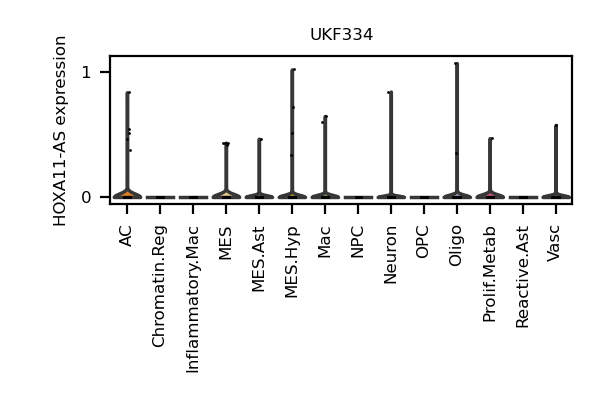 UKF334
HOXA11-AS expression
1
0
AC
Chromatin.Reg
Inflammatory.Mac
MES
MES.Ast
MES.Hyp
Mac
NPC
Neuron
OPC
Oligo
Prolif.Metab
Reactive.Ast
Vasc